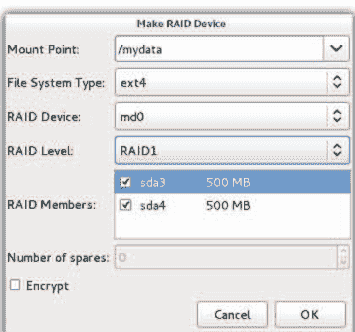 Make RAID Device
Mount Point: /mydata
File System Type: ext4
RAID Device: md0
RAID Level: RAID1
RAID Members:
sda3 500 MB
sda4 500 MB
Number of spares: 0
Encrypt
Cancel OK